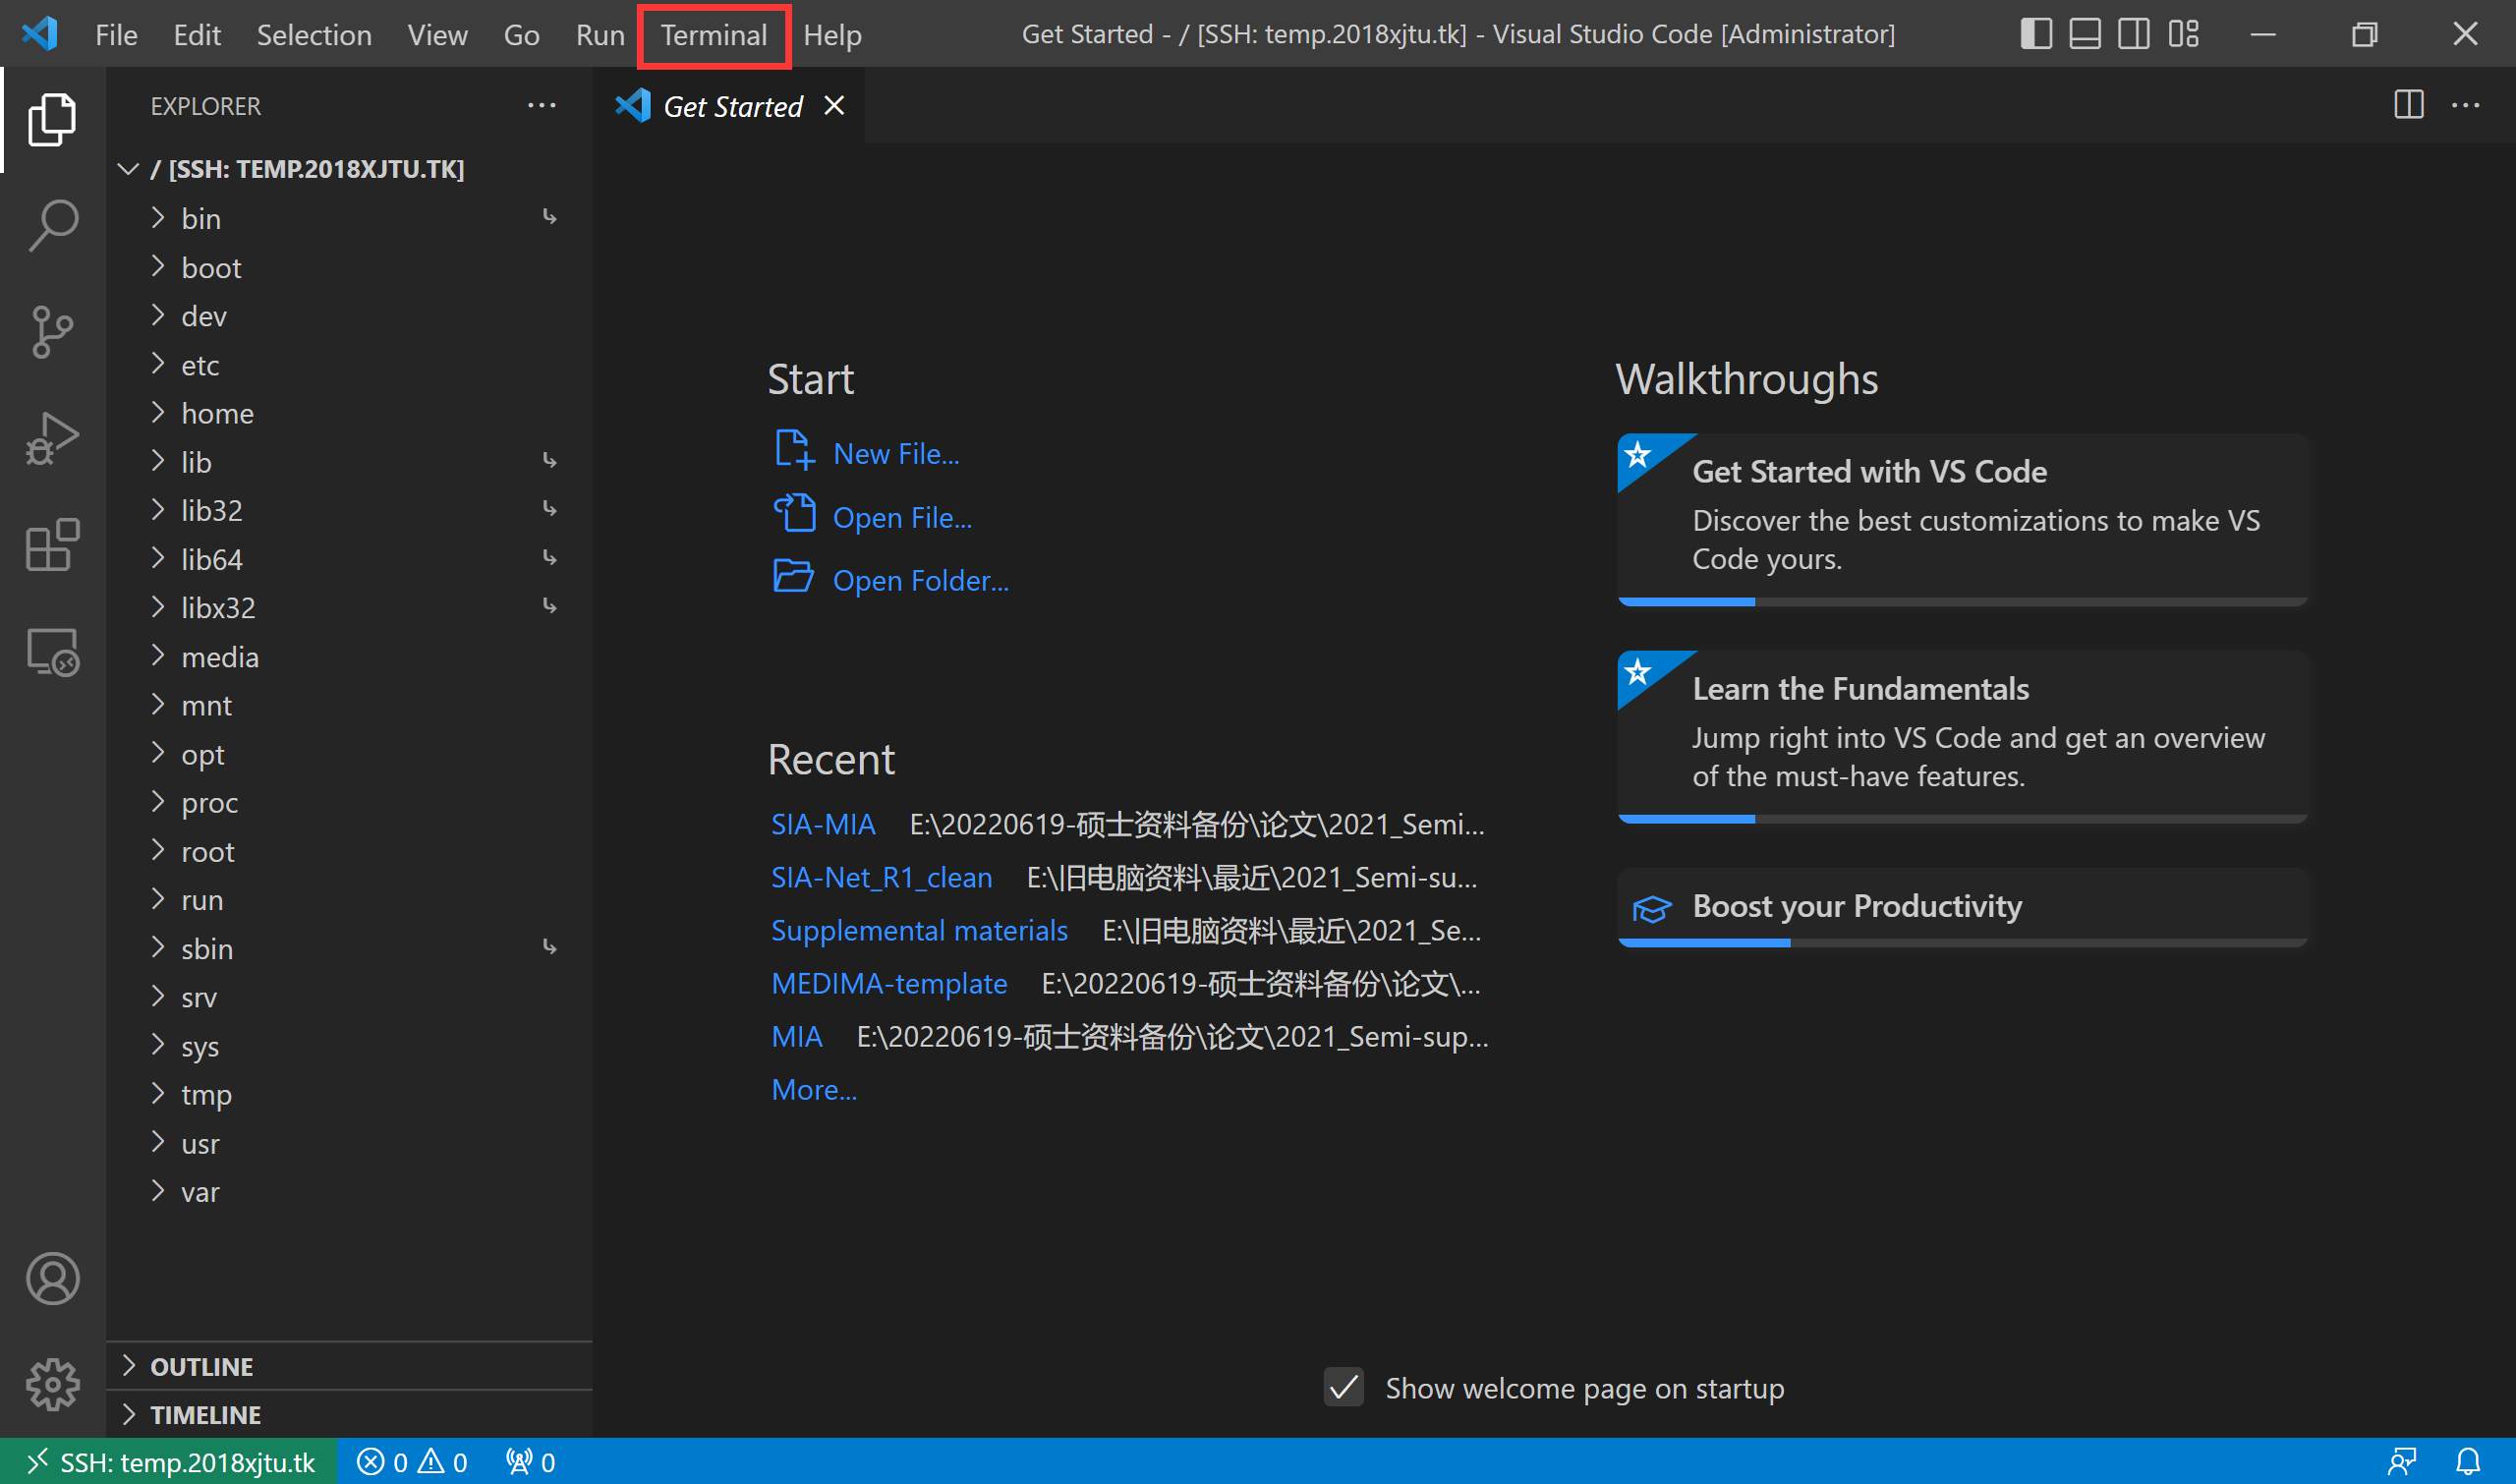 File Edit Selection View Go Run Terminal Help
Get Started - / [SSH: temp.2018xjtu.tk] - Visual Studio Code [Administrator]
EXPLORER
/ [SSH: TEMP.2018XJTU.TK]
bin
boot
dev
etc
home
lib
lib32
lib64
libx32
media
mnt
opt
proc
root
run
sbin
srv
sys
tmp
usr
var
OUTLINE
TIMELINE
Get Started
Start
New File...
Open File...
Open Folder...
Recent
SIA-MIA E:\20220619-硕士资料备份\论文\2021_Semi...
SIA-Net_R1_clean E:\旧电脑资料\最近\2021_Semi-su...
Supplemental materials E:\旧电脑资料\最近\2021_Se...
MEDIMA-template E:\20220619-硕士资料备份\论文\...
MIA E:\20220619-硕士资料备份\论文\2021_Semi-sup...
More...
Walkthroughs
Get Started with VS Code
Discover the best customizations to make VS
Code yours.
Learn the Fundamentals
Jump right into VS Code and get an overview
of the must-have features.
Boost your Productivity
Show welcome page on startup
SSH: temp.2018xjtu.tk 0 0 0